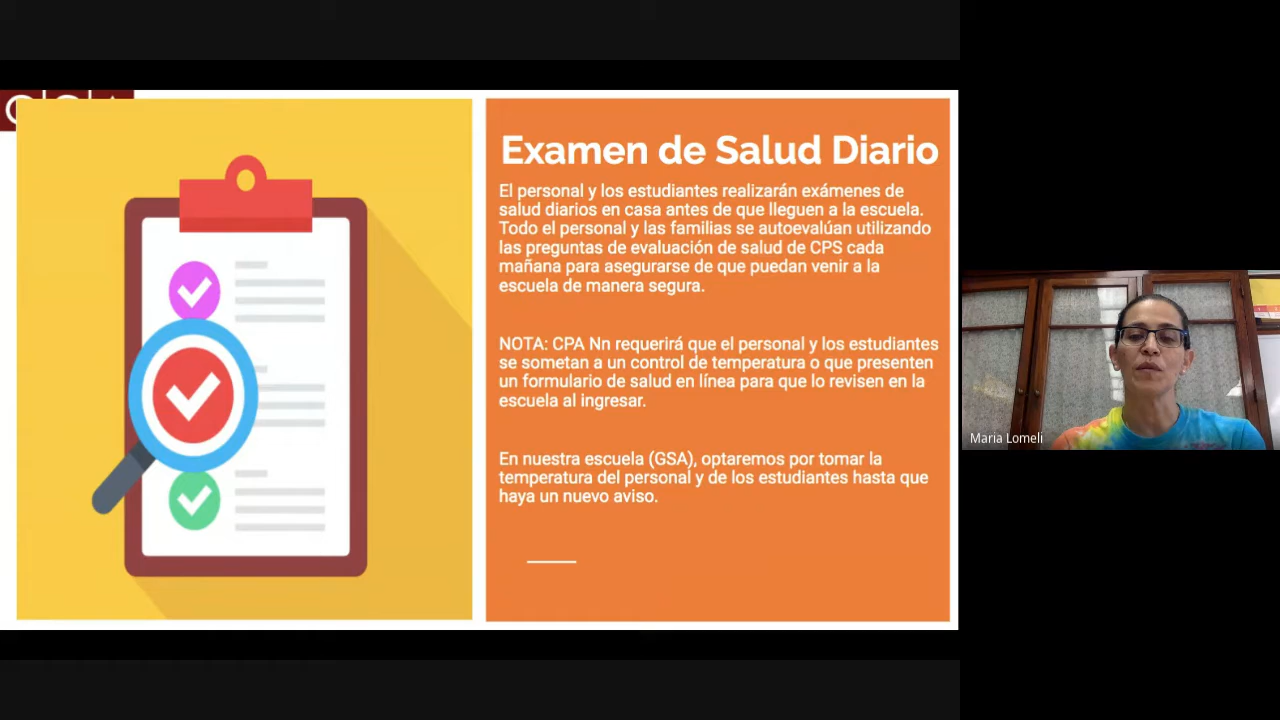 Examen de Salud Diario
El personal y los estudiantes realizarán exámenes de
salud diarios en casa antes de que lleguen a la escuela.
Todo el personal y las familias se autoevalúan utilizando
las preguntas de evaluación de salud de CPS cada
mañana para asegurarse de que puedan venir a la
escuela de manera segura.
NOTA: CPA Nn requerirá que el personal y los estudiantes
se sometan a un control de temperatura o que presenten
un formulario de salud en línea para que lo revisen en la
escuela al ingresar.
En nuestra escuela (GSA), optaremos por tomar la
temperatura del personal y de los estudiantes hasta que
haya un nuevo aviso.
Maria Lomeli